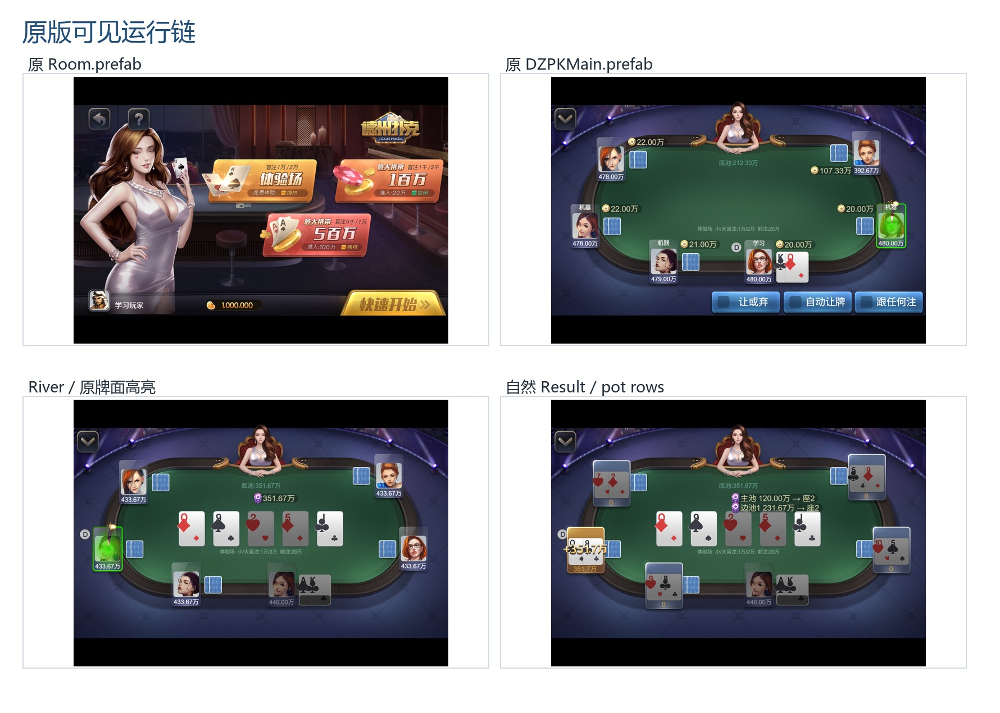 原版可见运行链
原 Room.prefab
原 DZPKMain.prefab
?
德州扑克
TEXAS POKER
盲注1万/2万
体验场
免费体验 拥挤
最大携带 盲注1千/2千
1百万
准入:20万 空闲
最大携带 盲注5千/1万
5百万
准入:100万 拥挤
学习玩家
1,000,000
快速开始
22.00万
478.00万
底池:212.33万
107.33万
392.67万
机器
22.00万
478.00万
20.00万
机器
480.00万
体验场 小/大盲注:1万/2万 前注:20万
机器
21.00万
479.00万
D
学习
20.00万
480.00万
K Q
让或弃
自动让牌
跟任何注
River / 原牌面高亮
自然 Result / pot rows
433.67万
底池:351.67万
351.67万
433.67万
Q 9 2 5 J
D
433.67万
体验场 小/大盲注:1万/2万 前注:20万
433.67万
433.67万
440.00万
A K
7 2
0
底池:351.67万
主池 120.00万 → 座2
边池1 231.67万 → 座2
5 9
0
Q 9 2 5 J
D
+351.7万
351.7万
体验场 小/大盲注:1万/2万 前注:20万
10 5
0
9 8
0
440.00万
A K